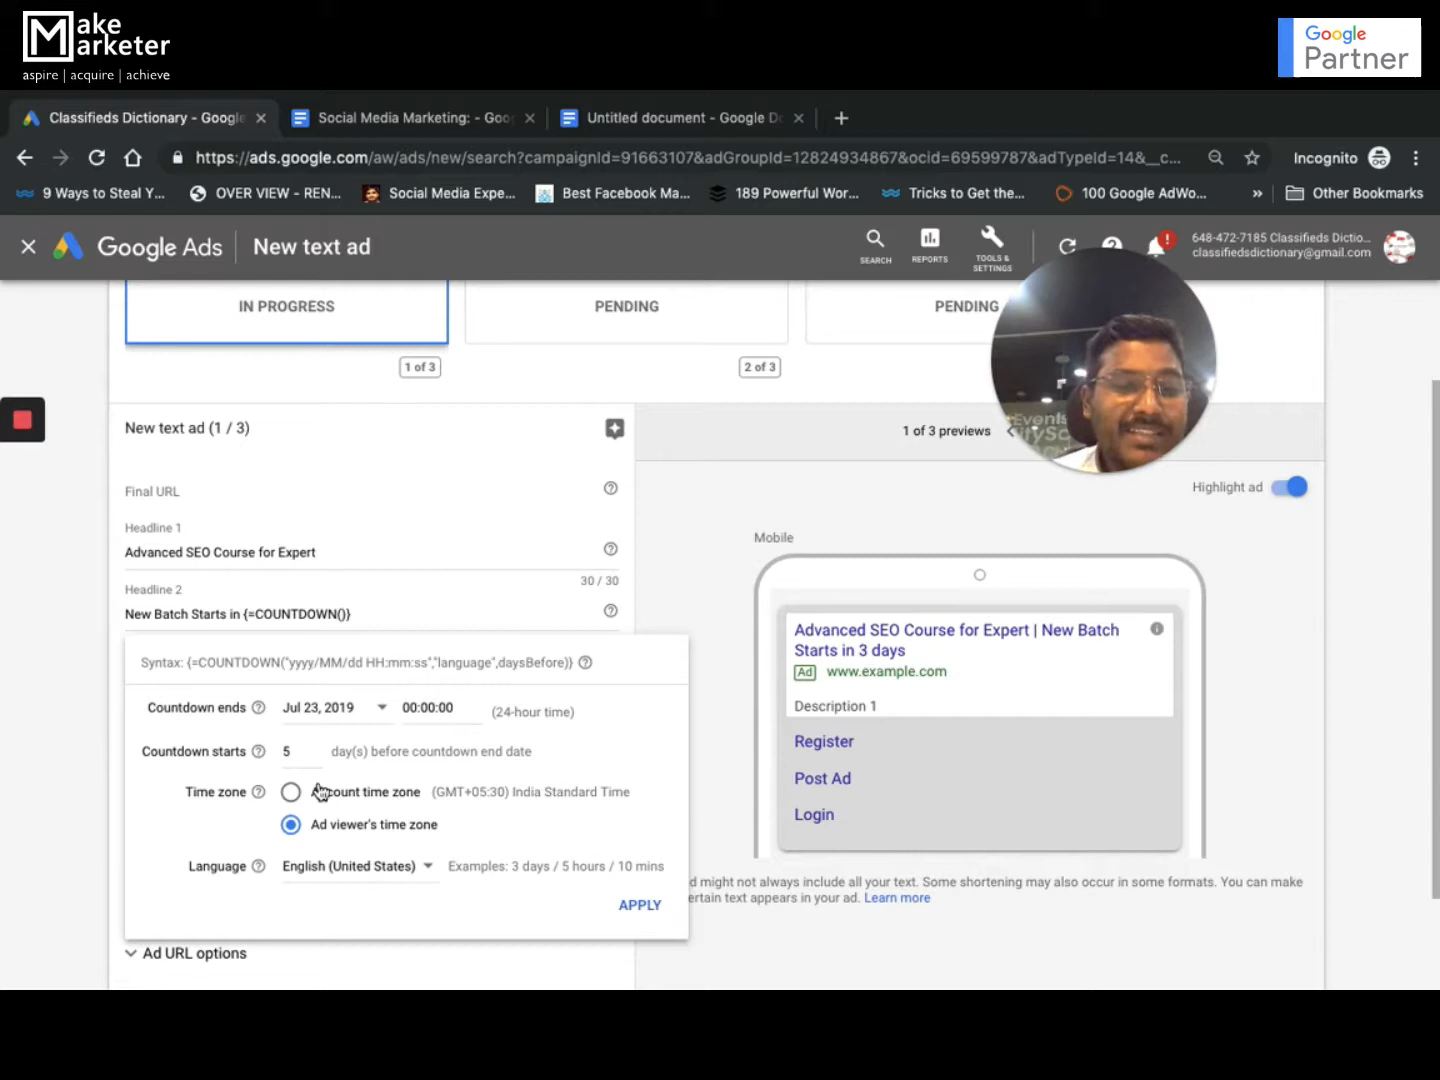 Make
Marketer
aspire | acquire | achieve
Google
Partner
Classifieds Dictionary - Google
Social Media Marketing: - Goo
Untitled document - Google Do
https://ads.google.com/aw/ads/new/search?campaignId=91663107&adGroupId=12824934867&ocid=69599787&adTypeId=14&__c...
Incognito
9 Ways to Steal Y...
OVER VIEW - REN...
Social Media Expe...
Best Facebook Ma...
189 Powerful Wor...
Tricks to Get the...
100 Google AdWo...
»
Other Bookmarks
Google Ads
New text ad
SEARCH
REPORTS
TOOLS &
SETTINGS
648-472-7185 Classifieds Dictio...
classifiedsdictionary@gmail.com
IN PROGRESS
PENDING
PENDING
1 of 3
2 of 3
New text ad (1 / 3)
1 of 3 previews
Final URL
Highlight ad
Headline 1
Advanced SEO Course for Expert
30 / 30
Headline 2
New Batch Starts in {=COUNTDOWN()}
Syntax: {=COUNTDOWN("yyyy/MM/dd HH:mm:ss","language",daysBefore)}
Countdown ends
Jul 23, 2019
00:00:00
(24-hour time)
Countdown starts
5
day(s) before countdown end date
Time zone
Account time zone
(GMT+05:30) India Standard Time
Ad viewer's time zone
Language
English (United States)
Examples: 3 days / 5 hours / 10 mins
APPLY
Ad URL options
Mobile
Advanced SEO Course for Expert | New Batch
Starts in 3 days
Ad
www.example.com
Description 1
Register
Post Ad
Login
d might not always include all your text. Some shortening may also occur in some formats. You can make
ertain text appears in your ad. Learn more